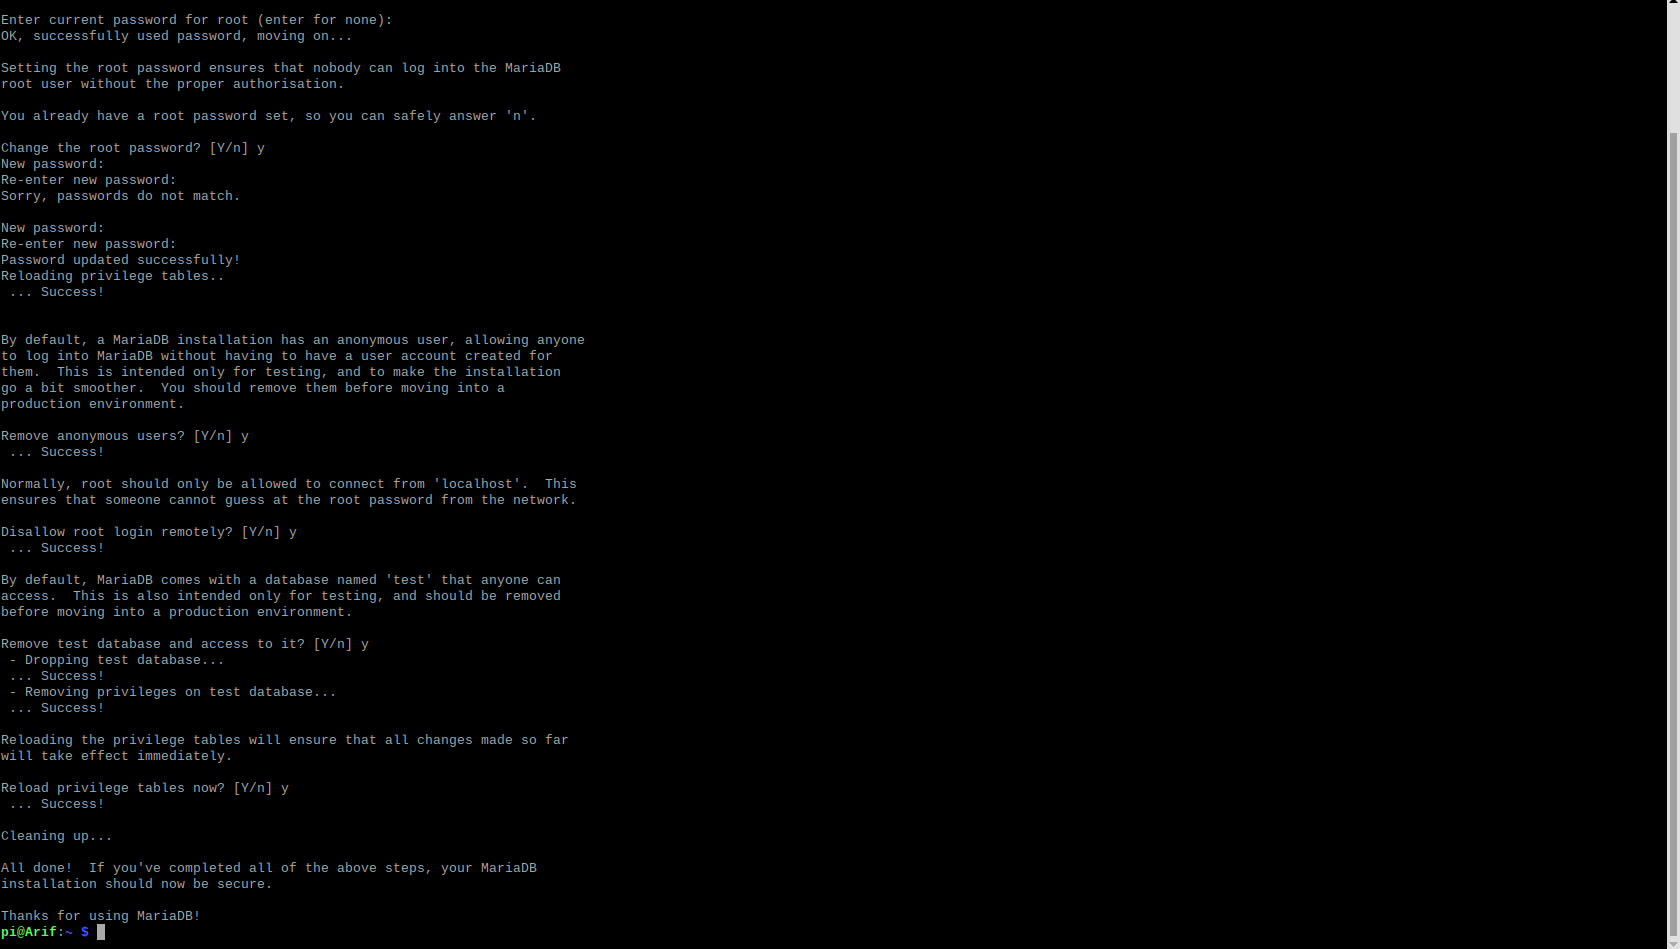 Enter current password for root (enter for none):
OK, successfully used password, moving on...
Setting the root password ensures that nobody can log into the MariaDB
root user without the proper authorisation.
You already have a root password set, so you can safely answer 'n'.
Change the root password? [Y/n] y
New password:
Re-enter new password:
Sorry, passwords do not match.
New password:
Re-enter new password:
Password updated successfully!
Reloading privilege tables..
 ... Success!
By default, a MariaDB installation has an anonymous user, allowing anyone
to log into MariaDB without having to have a user account created for
them.  This is intended only for testing, and to make the installation
go a bit smoother.  You should remove them before moving into a
production environment.
Remove anonymous users? [Y/n] y
 ... Success!
Normally, root should only be allowed to connect from 'localhost'.  This
ensures that someone cannot guess at the root password from the network.
Disallow root login remotely? [Y/n] y
 ... Success!
By default, MariaDB comes with a database named 'test' that anyone can
access.  This is also intended only for testing, and should be removed
before moving into a production environment.
Remove test database and access to it? [Y/n] y
 - Dropping test database...
 ... Success!
 - Removing privileges on test database...
 ... Success!
Reloading the privilege tables will ensure that all changes made so far
will take effect immediately.
Reload privilege tables now? [Y/n] y
 ... Success!
Cleaning up...
All done!  If you've completed all of the above steps, your MariaDB
installation should now be secure.
Thanks for using MariaDB!
pi@Arif:~ $